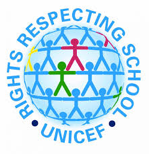 RIGHTS RESPECTING SCHOOL
UNICEF